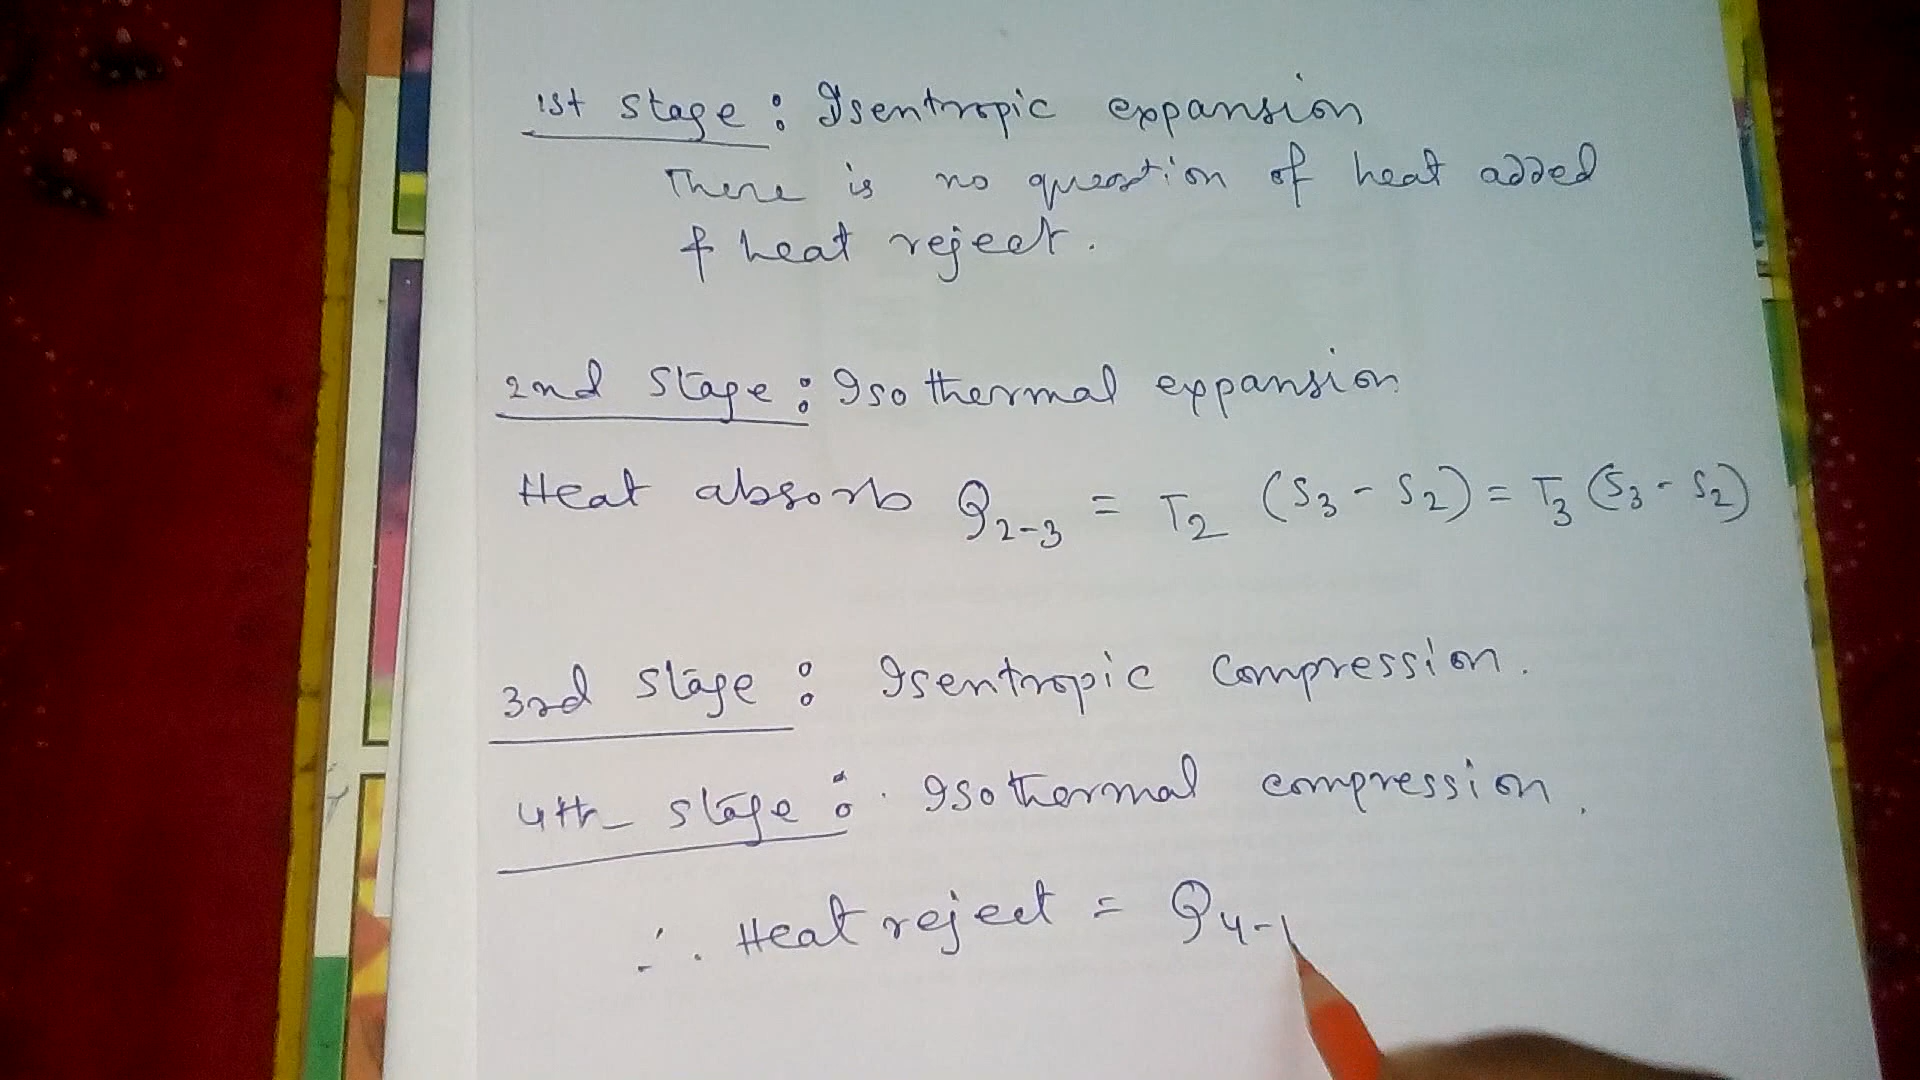 1st stage : Isentropic expansion
There is no question of heat added
& heat reject.
2nd Stage : Isothermal expansion
Heat absorb Q2-3 = T2 (S3 - S2) = T3 (S3 - S2)
3rd stage : Isentropic Compression.
4th stage : Isothermal compression.
∴ Heat reject = Q4-1